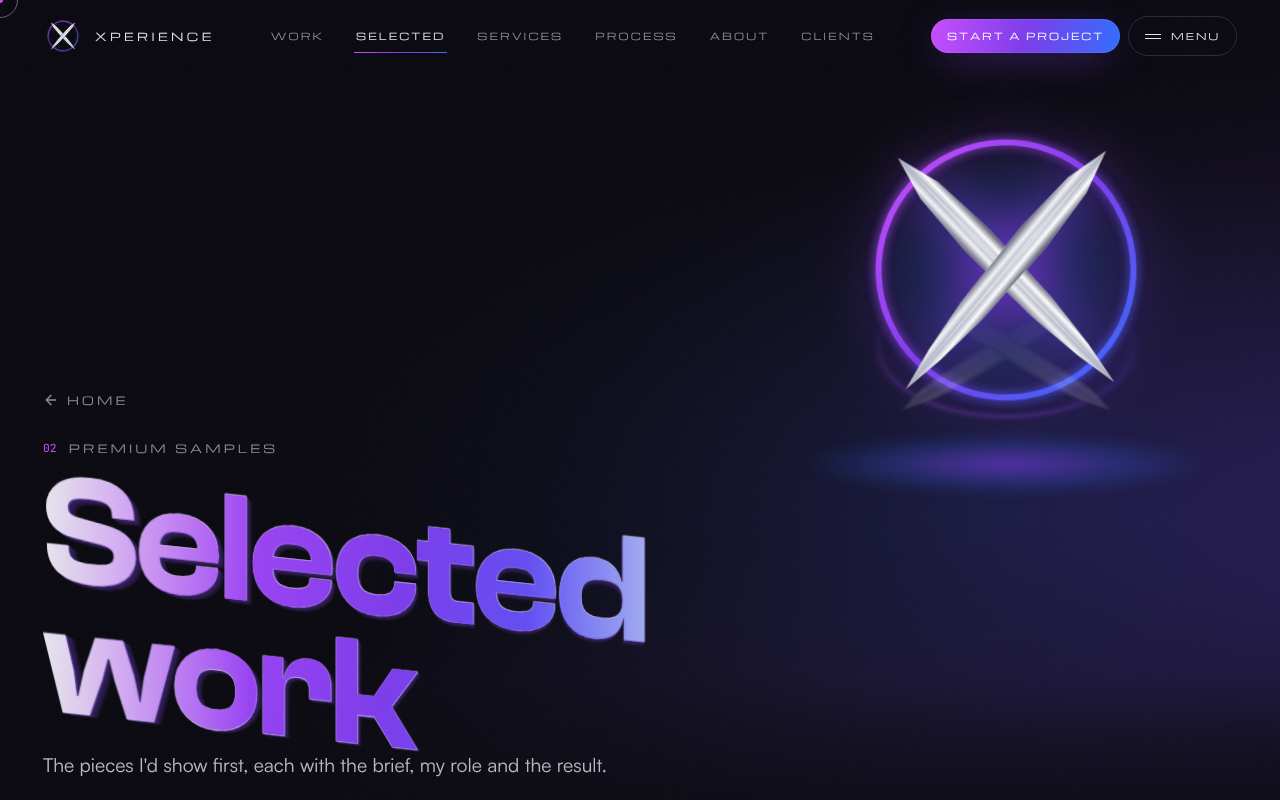 XPERIENCE
WORK
SELECTED
SERVICES
PROCESS
ABOUT
CLIENTS
START A PROJECT
MENU
HOME
02 PREMIUM SAMPLES
Selected
work
The pieces I'd show first, each with the brief, my role and the result.